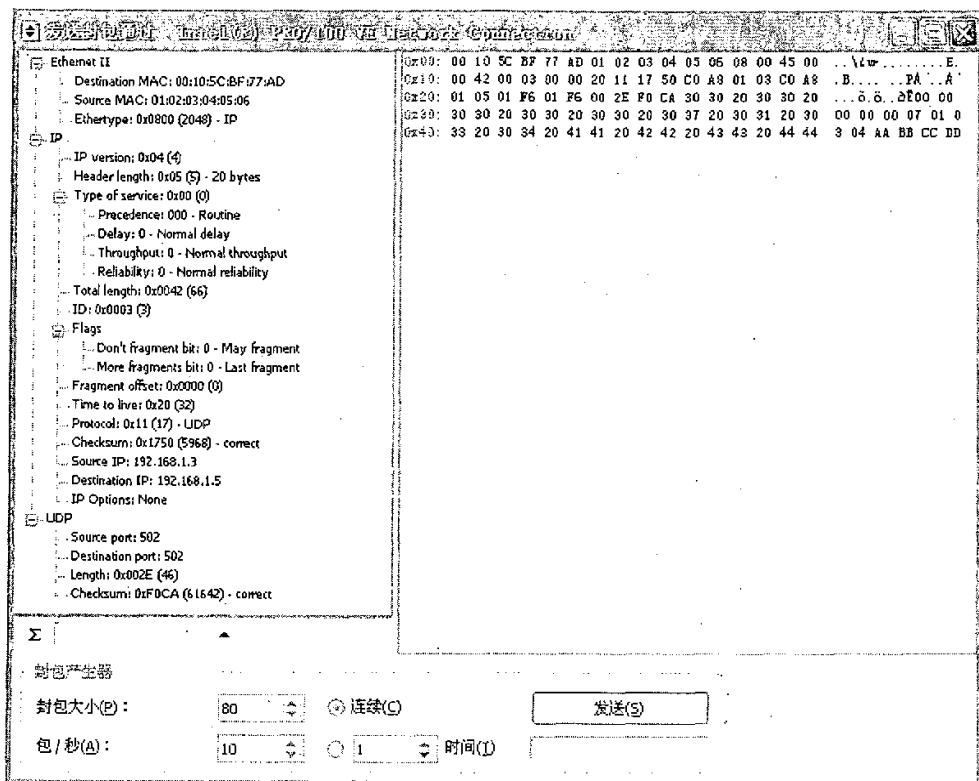 发送封包通过 Intel(R) PRO/100 VE Network Connection
Ethernet II
Destination MAC: 00:10:5C:BF:77:AD
Source MAC: 01:02:03:04:05:06
Ethertype: 0x0800 (2048) - IP
IP
IP version: 0x04 (4)
Header length: 0x05 (5) - 20 bytes
Type of service: 0x00 (0)
Precedence: 000 - Routine
Delay: 0 - Normal delay
Throughput: 0 - Normal throughput
Reliability: 0 - Normal reliability
Total length: 0x0042 (66)
ID: 0x0003 (3)
Flags
Don't fragment bit: 0 - May fragment
More fragments bit: 0 - Last fragment
Fragment offset: 0x0000 (0)
Time to live: 0x20 (32)
Protocol: 0x11 (17) - UDP
Checksum: 0x1750 (5968) - correct
Source IP: 192.168.1.3
Destination IP: 192.168.1.5
IP Options: None
UDP
Source port: 502
Destination port: 502
Length: 0x002E (46)
Checksum: 0xF0CA (61642) - correct
0x00: 00 10 5C BF 77 AD 01 02 03 04 05 06 08 00 45 00
0x10: 00 42 00 03 00 00 20 11 17 50 C0 A8 01 03 C0 A8
0x20: 01 05 01 F6 01 F6 00 2E F0 CA 30 30 20 30 30 20
0x30: 30 30 20 30 30 20 30 30 20 30 37 20 30 31 20 30
0x40: 33 20 30 34 20 41 41 20 42 42 20 43 43 20 44 44
00 00 00 07 01 0
3 04 AA BB CC DD
Σ
封包产生器
封包大小(P): 80 连续(C) 发送(S)
包/秒(A): 10 1 时间(I)